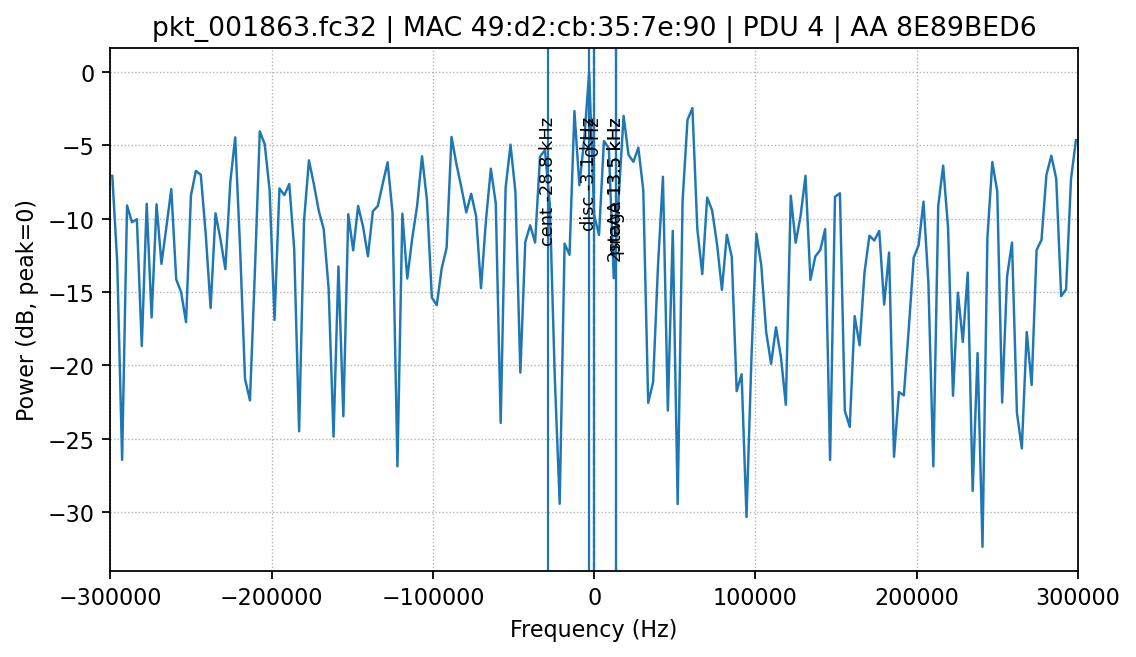 pkt_001863.fc32 | MAC 49:d2:cb:35:7e:90 | PDU 4 | AA 8E89BED6
Power (dB, peak=0)
0
−5
−10
−15
−20
−25
−30
cent -28.8 kHz
disc -3.1 kHz
0 Hz
13.5 kHz
−300000
−200000
−100000
0
100000
200000
300000
Frequency (Hz)